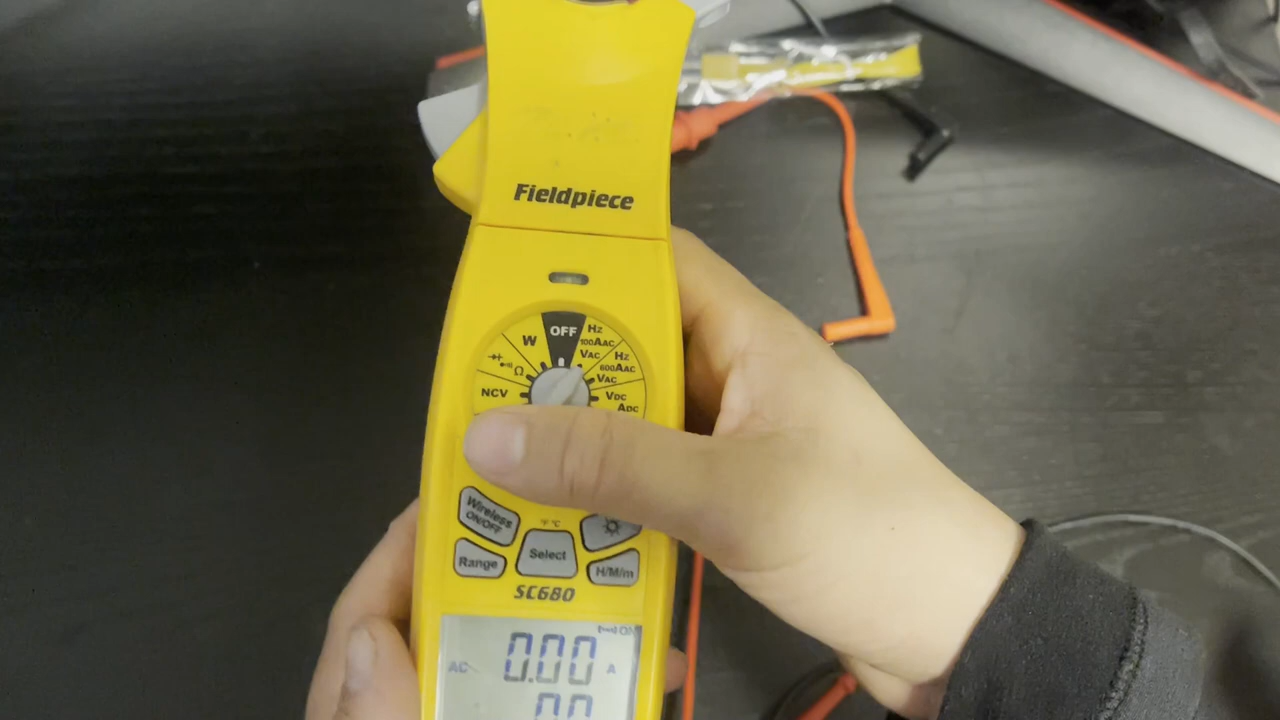 Fieldpiece
OFF
W
Hz
100AAC
VAC
Hz
600AAC
VAC
Ω
NCV
VDC
ADC
Wireless
ON/OFF
°F °C
Range
Select
H/M/m
SC680
ON
AC
0.00
A